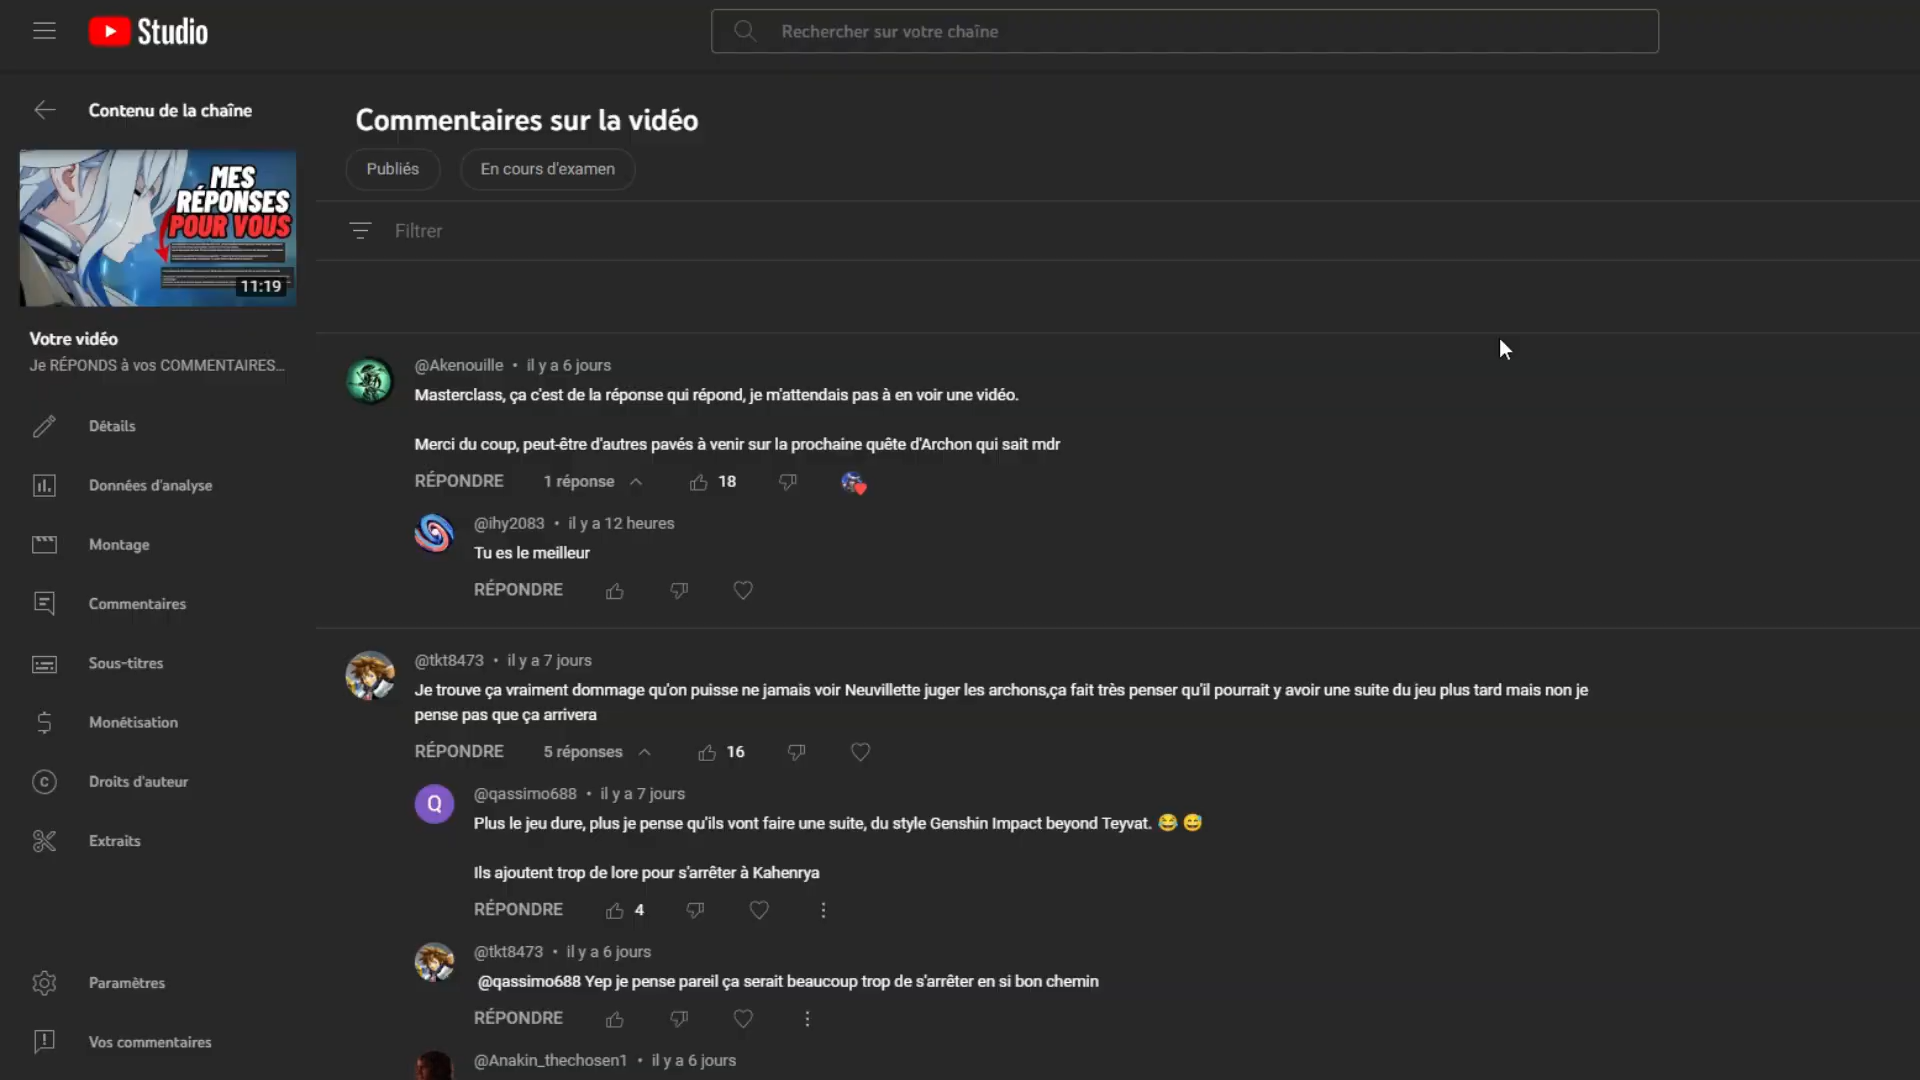 Studio
Rechercher sur votre chaîne
Contenu de la chaîne
MES
RÉPONSES
POUR VOUS
11:19
Votre vidéo
Je RÉPONDS à vos COMMENTAIRES...
Détails
Données d'analyse
Montage
Commentaires
Sous-titres
Monétisation
Droits d'auteur
Extraits
Paramètres
Vos commentaires
Commentaires sur la vidéo
Publiés
En cours d'examen
Filtrer
@Akenouille • il y a 6 jours
Masterclass, ça c'est de la réponse qui répond, je m'attendais pas à en voir une vidéo.
Merci du coup, peut-être d'autres pavés à venir sur la prochaine quête d'Archon qui sait mdr
RÉPONDRE 1 réponse 18
@ihy2083 • il y a 12 heures
Tu es le meilleur
RÉPONDRE
@tkt8473 • il y a 7 jours
Je trouve ça vraiment dommage qu'on puisse ne jamais voir Neuvillette juger les archons,ça fait très penser qu'il pourrait y avoir une suite du jeu plus tard mais non je
pense pas que ça arrivera
RÉPONDRE 5 réponses 16
Q
@qassimo688 • il y a 7 jours
Plus le jeu dure, plus je pense qu'ils vont faire une suite, du style Genshin Impact beyond Teyvat. 😂 😅
Ils ajoutent trop de lore pour s'arrêter à Kahenrya
RÉPONDRE 4
@tkt8473 • il y a 6 jours
@qassimo688 Yep je pense pareil ça serait beaucoup trop de s'arrêter en si bon chemin
RÉPONDRE
@Anakin_thechosen1 • il y a 6 jours